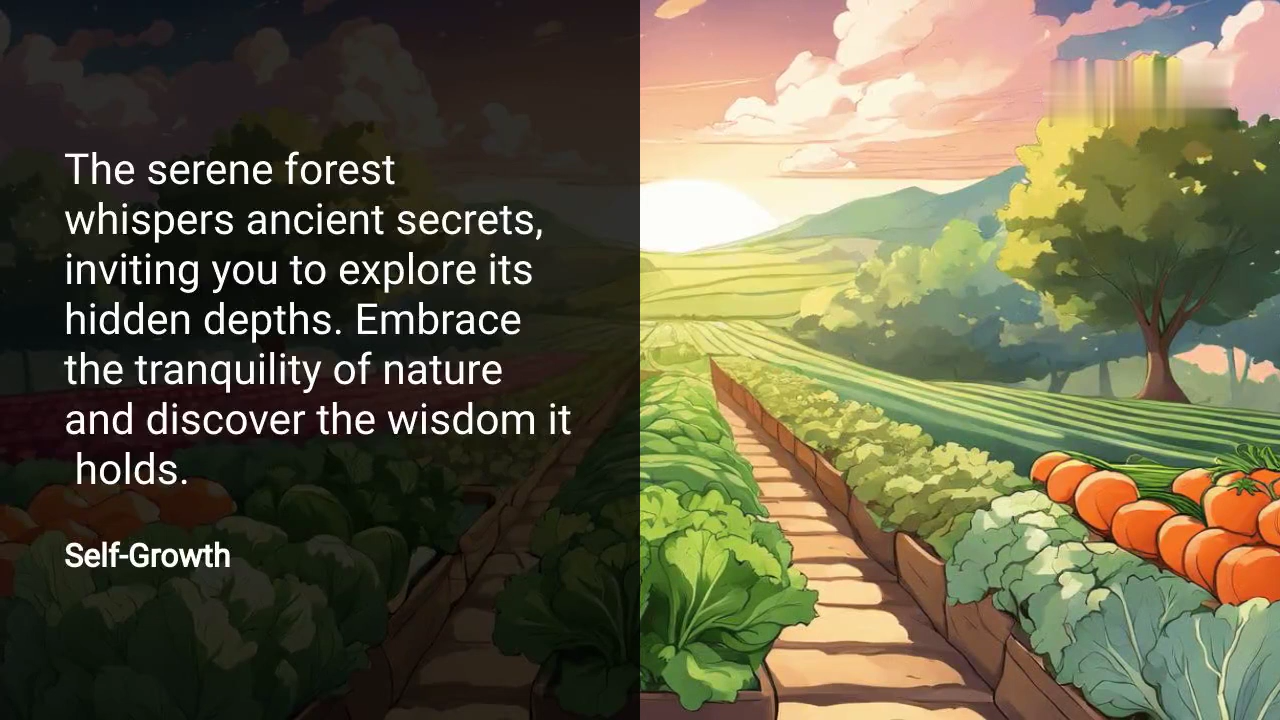 The serene forest
whispers ancient secrets,
inviting you to explore its
hidden depths. Embrace
the tranquility of nature
and discover the wisdom it
holds.
Self-Growth